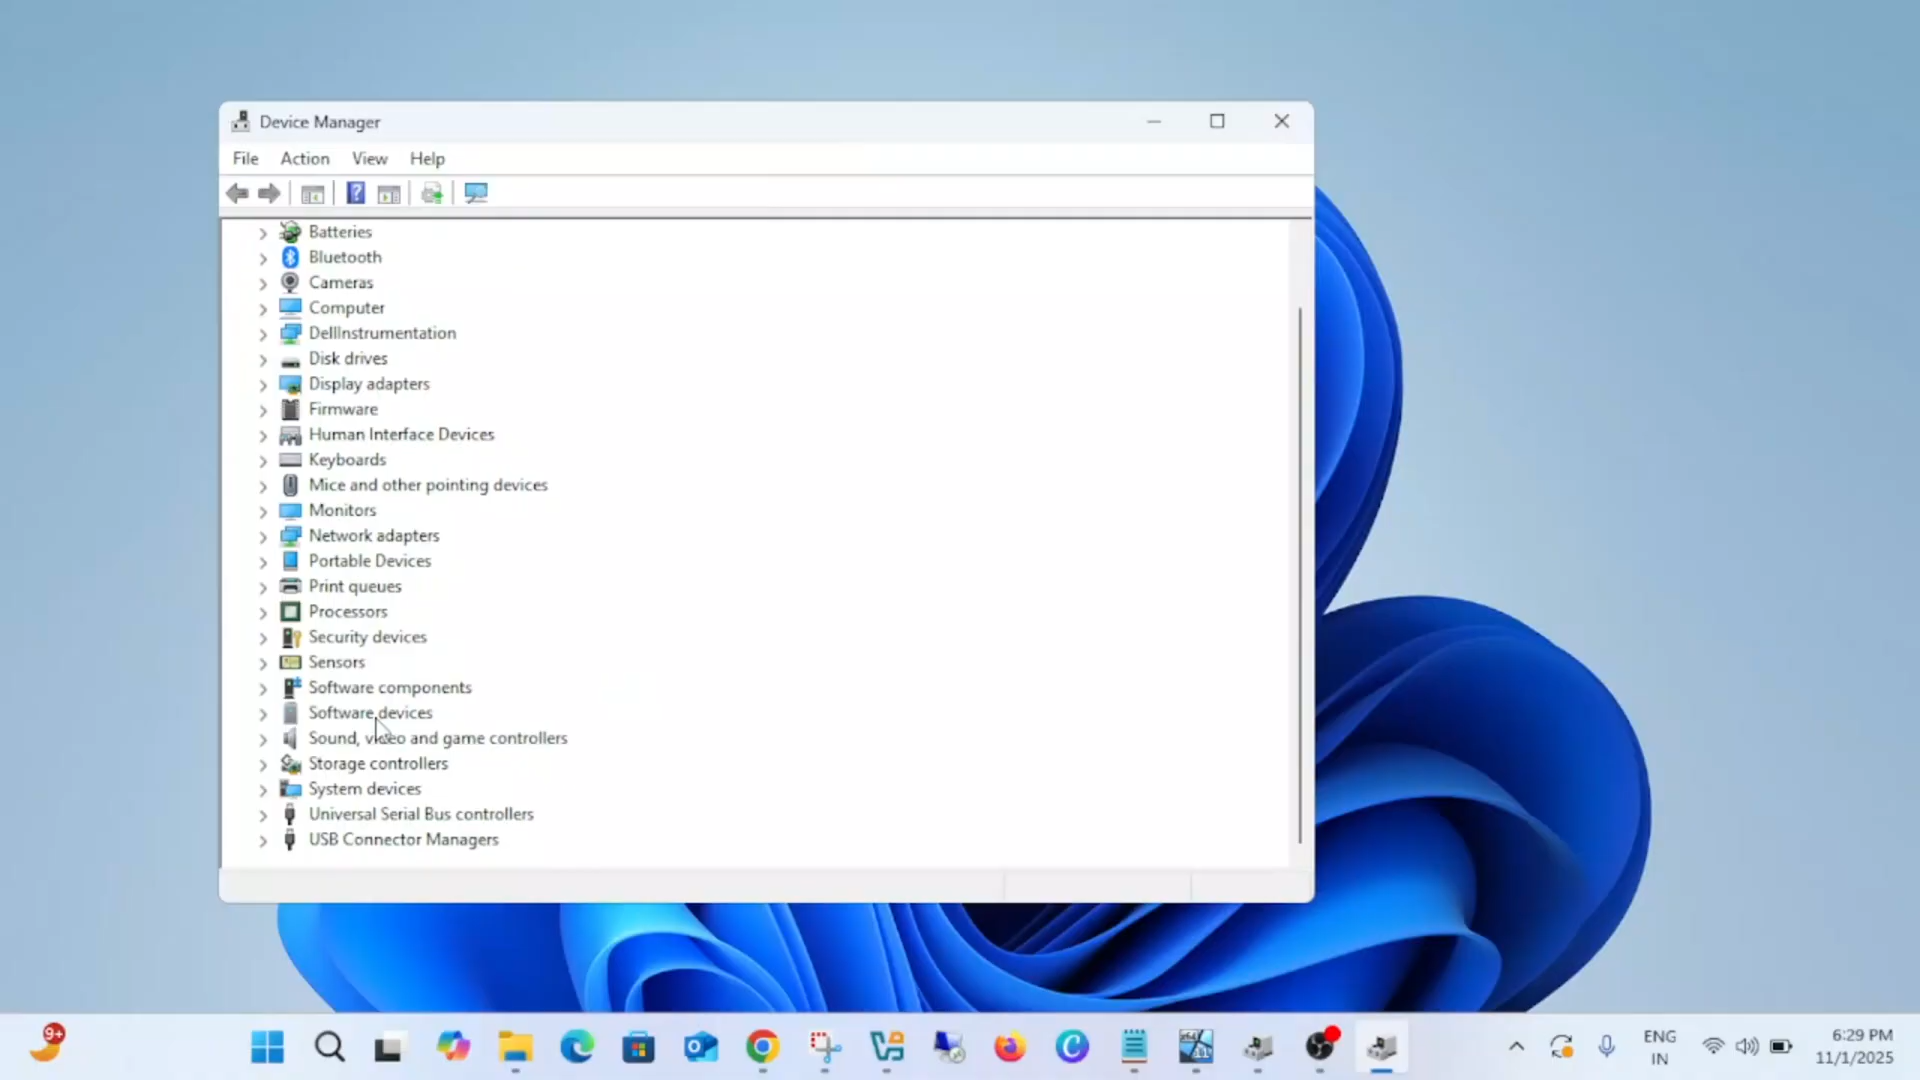 Device Manager
File Action View Help
Batteries
Bluetooth
Cameras
Computer
DellInstrumentation
Disk drives
Display adapters
Firmware
Human Interface Devices
Keyboards
Mice and other pointing devices
Monitors
Network adapters
Portable Devices
Print queues
Processors
Security devices
Sensors
Software components
Software devices
Sound, video and game controllers
Storage controllers
System devices
Universal Serial Bus controllers
USB Connector Managers
9+
ENG
IN
6:29 PM
11/1/2025